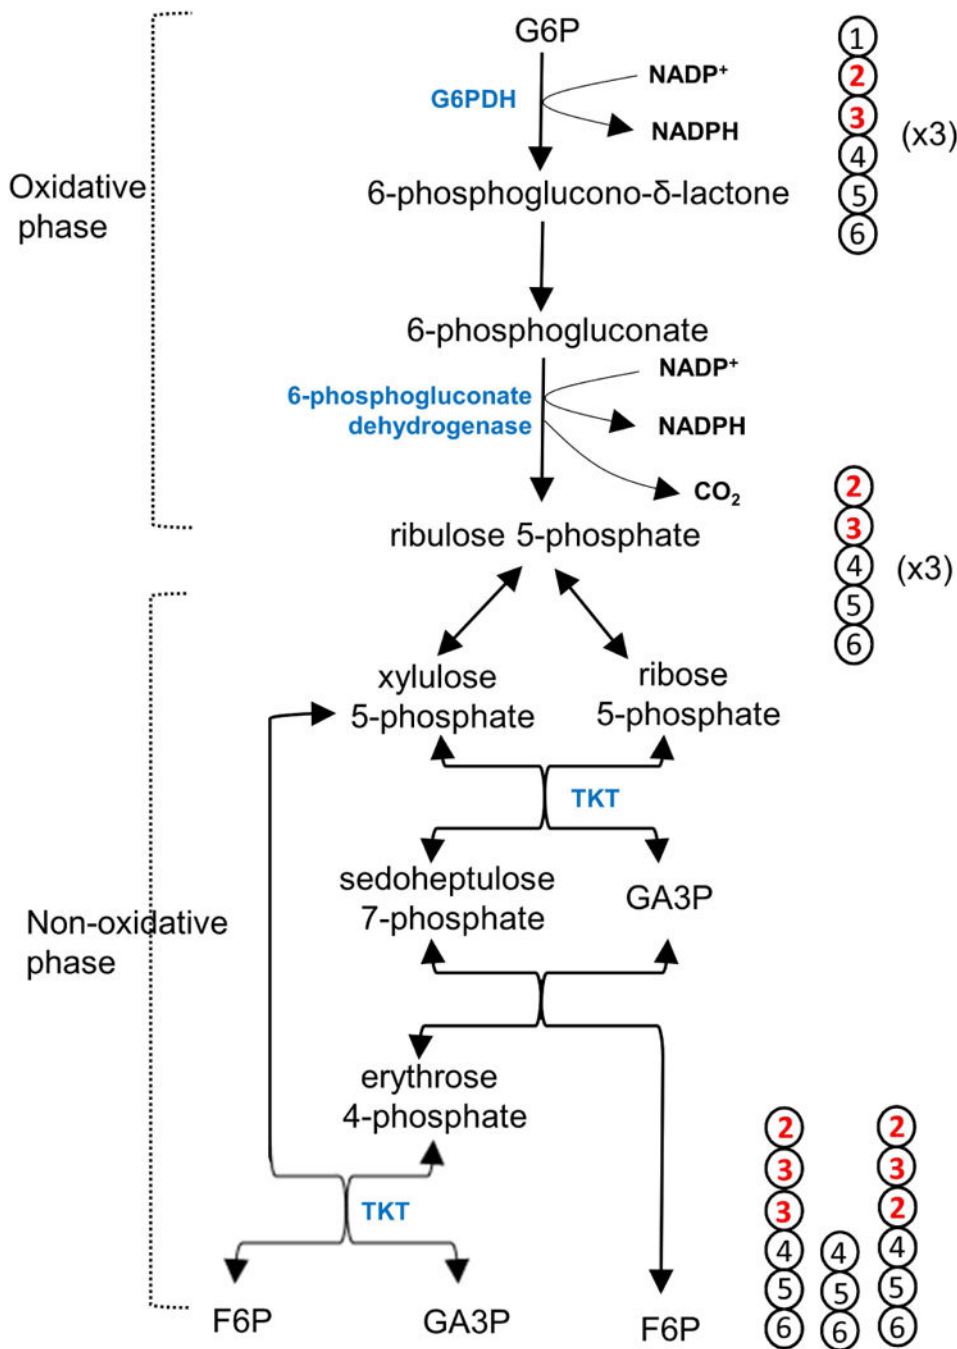 G6P
NADP⁺
G6PDH
NADPH
6-phosphoglucono-δ-lactone
1
2
3
4
5
6
(x3)
Oxidative
phase
6-phosphogluconate
NADP⁺
6-phosphogluconate
dehydrogenase
NADPH
CO₂
ribulose 5-phosphate
2
3
4
5
6
(x3)
xylulose
5-phosphate
ribose
5-phosphate
TKT
sedoheptulose
7-phosphate
GA3P
Non-oxidative
phase
erythrose
4-phosphate
TKT
F6P
GA3P
F6P
2
3
3
4
5
6
4
5
6
2
3
2
4
5
6